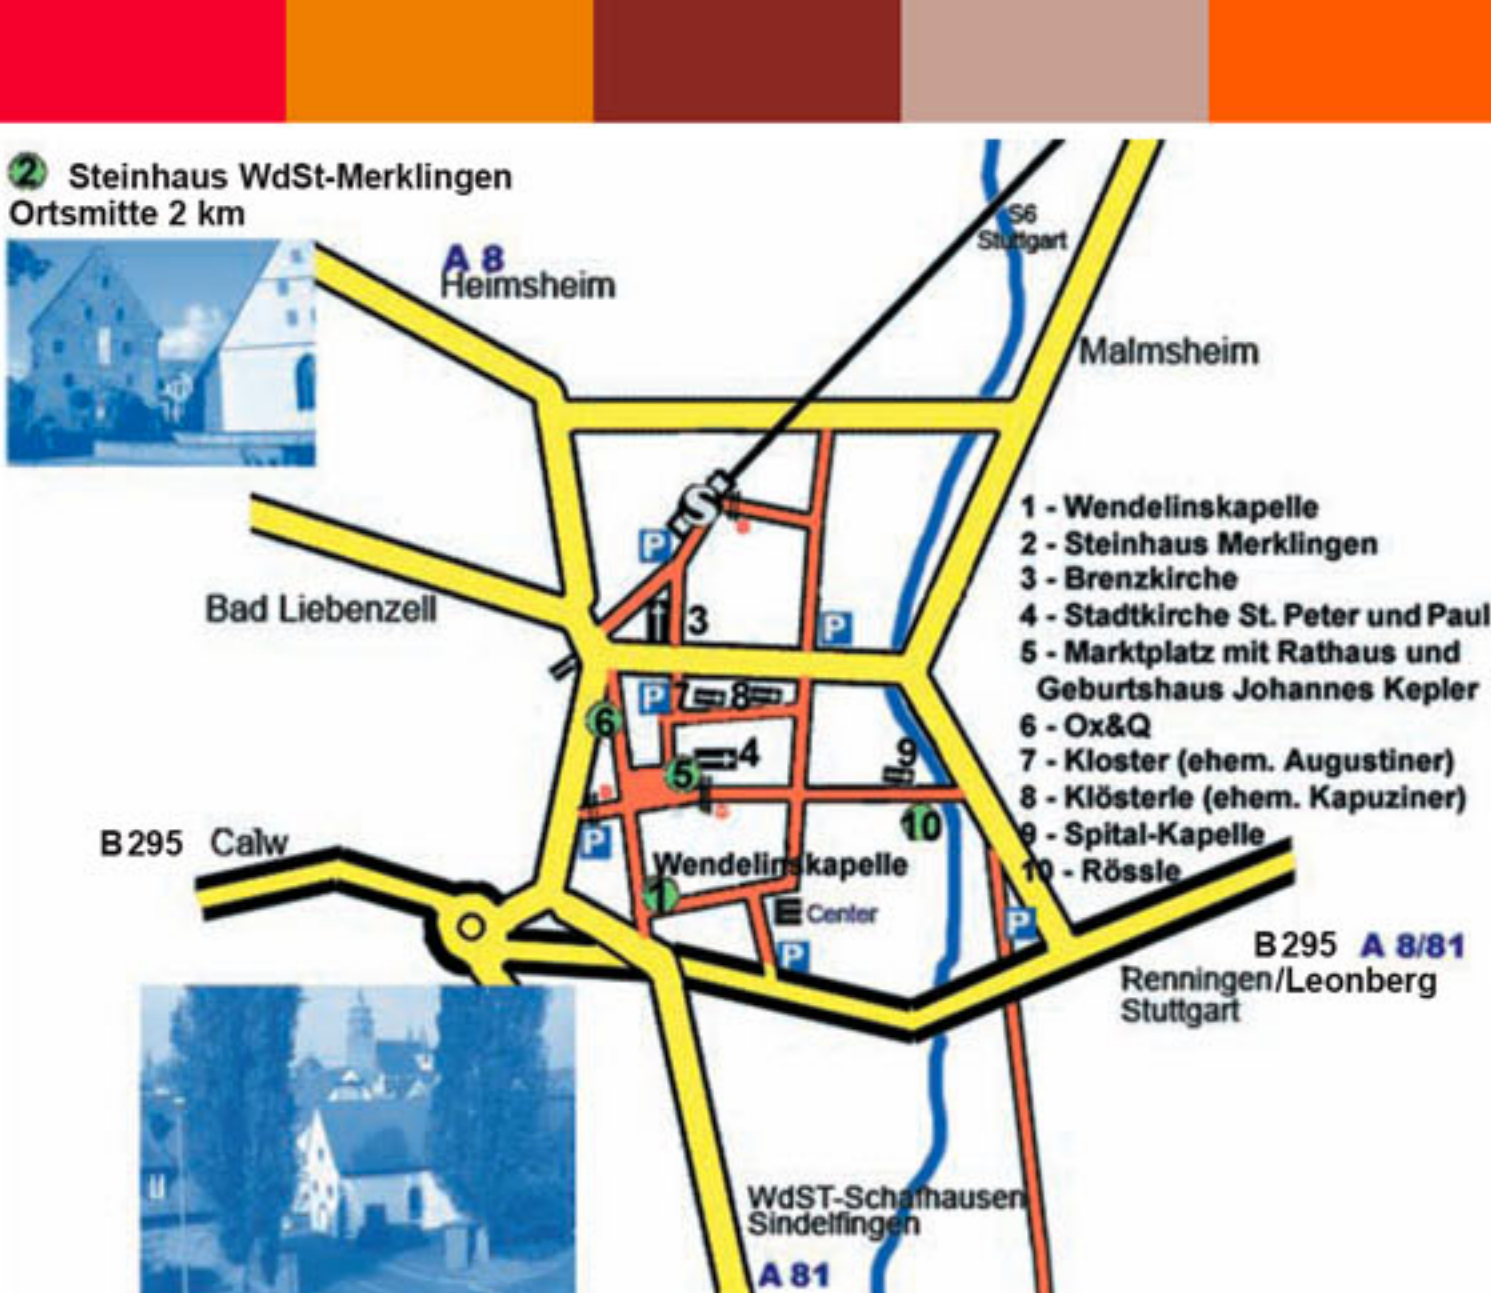 2 Steinhaus WdSt-Merklingen
Ortsmitte 2 km
A 8
Heimsheim
S6
Stuttgart
Malmsheim
S
P
1 - Wendelinskapelle
2 - Steinhaus Merklingen
3 - Brenzkirche
4 - Stadtkirche St. Peter und Paul
5 - Marktplatz mit Rathaus und
Geburtshaus Johannes Kepler
6 - Ox&Q
7 - Kloster (ehem. Augustiner)
8 - Klösterle (ehem. Kapuziner)
9 - Spital-Kapelle
10 - Rössle
Bad Liebenzell
3
P
P
7
8
6
5
4
9
10
B295 Calw
P
Wendelinskapelle
1
Center
P
P
B295 A 8/81
Renningen/Leonberg
Stuttgart
WdST-Schafhausen
Sindelfingen
A 81